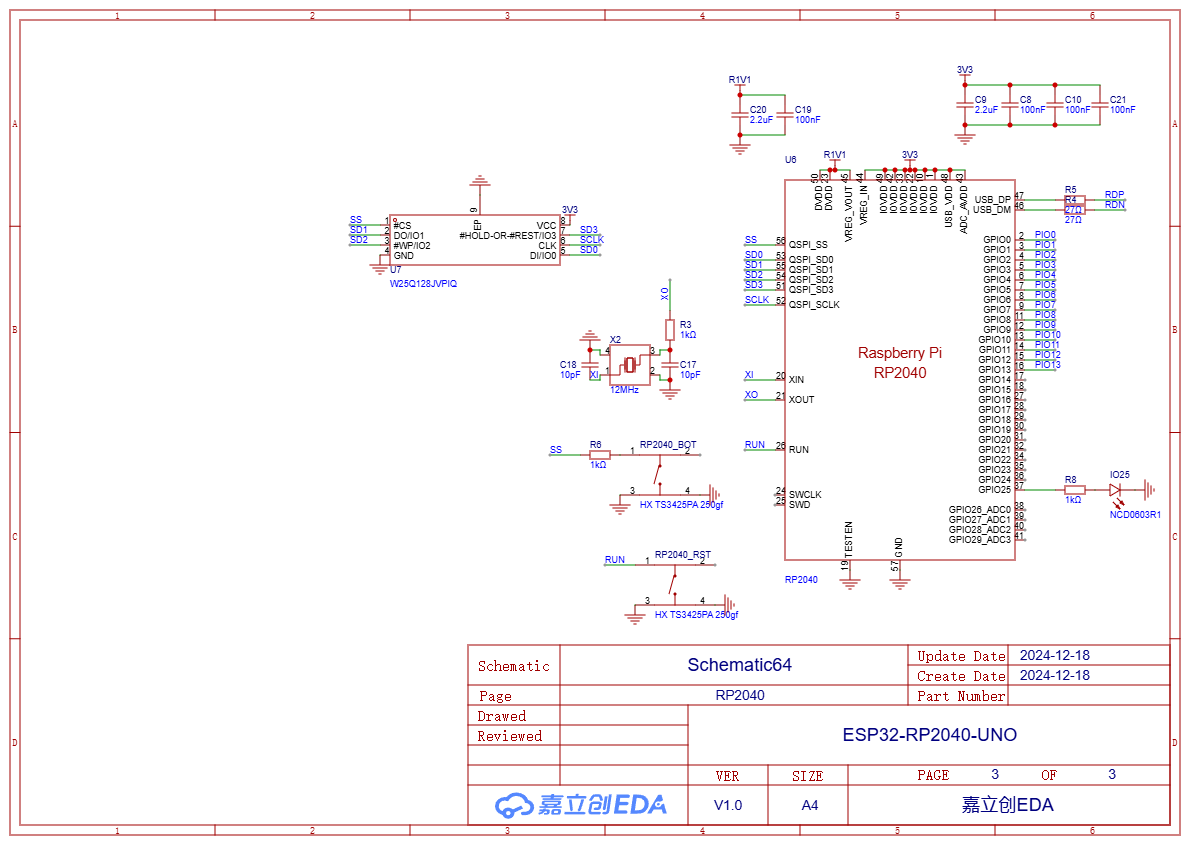 1 2 3 4 5 6
A A
B B
C C
D D
R1V1
C20
2.2uF
C19
100nF
3V3
C9
2.2uF
C8
100nF
C10
100nF
C21
100nF
SS
SD1
SD2
1 #CS
2 DO/IO1
3 #WP/IO2
4 GND
EP 9
3V3
VCC 8
#HOLD-OR-#REST/IO3 7
CLK 6
DI/IO0 5
SD3
SCLK
SD0
U7
W25Q128JVPIQ
XO
R3
1kΩ
X2
C18
10pF
XI
4 3
1 2
12MHz
C17
10pF
SS
R6
1kΩ
RP2040_BOT
1 2
3 4
HX TS3425PA 250gf
RUN
RP2040_RST
1 2
3 4
HX TS3425PA 250gf
U6
R1V1
3V3
50 DVDD
23 DVDD
45 VREG_VOUT
44 VREG_IN
49 IOVDD
42 IOVDD
33 IOVDD
22 IOVDD
10 IOVDD
1 IOVDD
48 USB_VDD
43 ADC_AVDD
SS 56 QSPI_SS
SD0 53 QSPI_SD0
SD1 55 QSPI_SD1
SD2 54 QSPI_SD2
SD3 51 QSPI_SD3
SCLK 52 QSPI_SCLK
XI 20 XIN
XO 21 XOUT
RUN 26 RUN
24 SWCLK
25 SWD
19 TESTEN
57 GND
Raspberry Pi
RP2040
RP2040
USB_DP 47
USB_DM 46
R5
R4
27Ω
27Ω
RDP
RDN
GPIO0 2 PIO0
GPIO1 3 PIO1
GPIO2 4 PIO2
GPIO3 5 PIO3
GPIO4 6 PIO4
GPIO5 7 PIO5
GPIO6 8 PIO6
GPIO7 9 PIO7
GPIO8 11 PIO8
GPIO9 12 PIO9
GPIO10 13 PIO10
GPIO11 14 PIO11
GPIO12 15 PIO12
GPIO13 16 PIO13
GPIO14 17
GPIO15 18
GPIO16 27
GPIO17 28
GPIO18 29
GPIO19 30
GPIO20 31
GPIO21 32
GPIO22 34
GPIO23 35
GPIO24 36
GPIO25 37
R8
1kΩ
IO25
NCD0603R1
GPIO26_ADC0 38
GPIO27_ADC1 39
GPIO28_ADC2 40
GPIO29_ADC3 41
Schematic
Schematic64
Update Date 2024-12-18
Create Date 2024-12-18
Page
RP2040
Part Number
Drawed
Reviewed
ESP32-RP2040-UNO
VER SIZE PAGE 3 OF 3
嘉立创EDA
V1.0 A4 嘉立创EDA
1 2 3 4 5 6